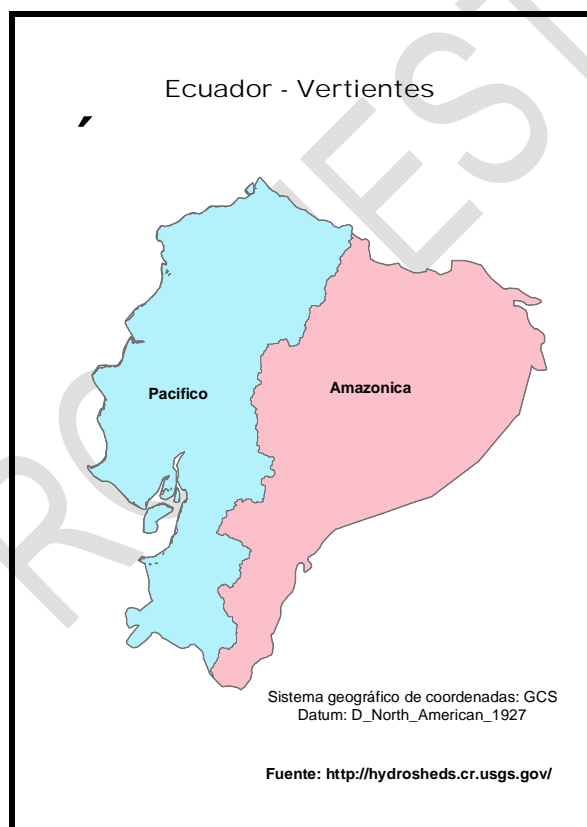 Ecuador - Vertientes
Pacifico
Amazonica
Sistema geográfico de coordenadas: GCS
Datum: D_North_American_1927
Fuente: http://hydrosheds.cr.usgs.gov/